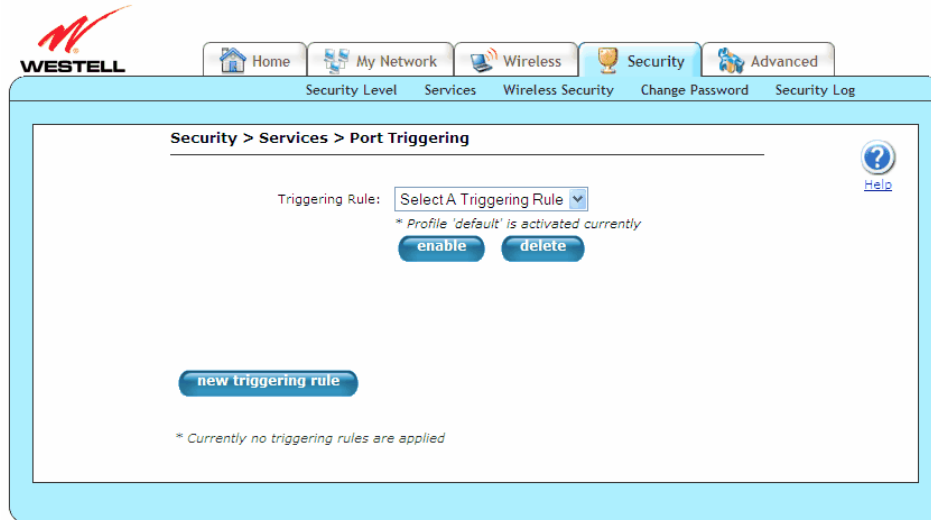 WESTELL
Home My Network Wireless Security Advanced
Security Level Services Wireless Security Change Password Security Log
Security > Services > Port Triggering
?
Help
Triggering Rule: Select A Triggering Rule
* Profile 'default' is activated currently
enable delete
new triggering rule
* Currently no triggering rules are applied